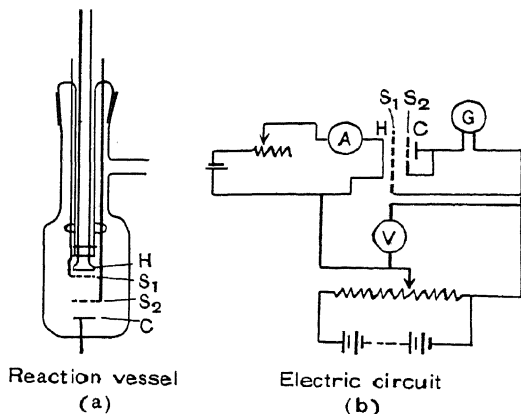 H
S1
S2
C
Reaction vessel
(a)
S1 S2
H C
A
G
V
Electric circuit
(b)